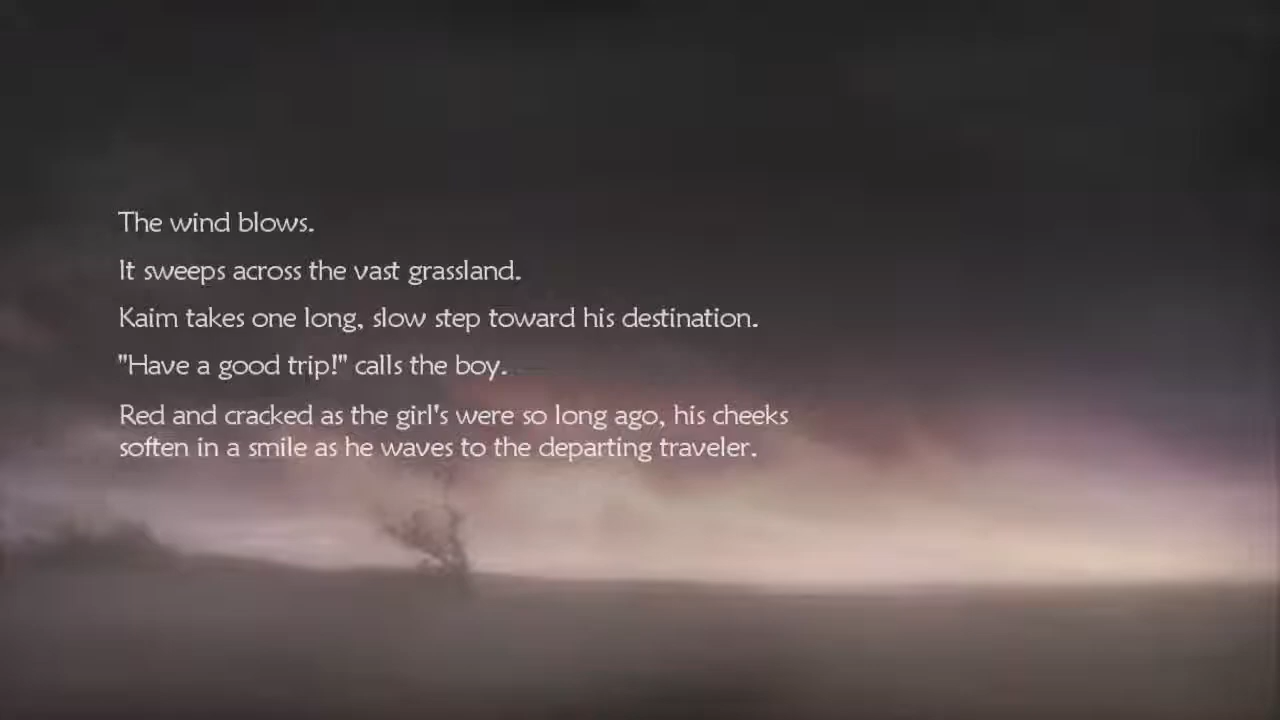 The wind blows.
It sweeps across the vast grassland.
Kaim takes one long, slow step toward his destination.
"Have a good trip!" calls the boy.
Red and cracked as the girl's were so long ago, his cheeks
soften in a smile as he waves to the departing traveler.